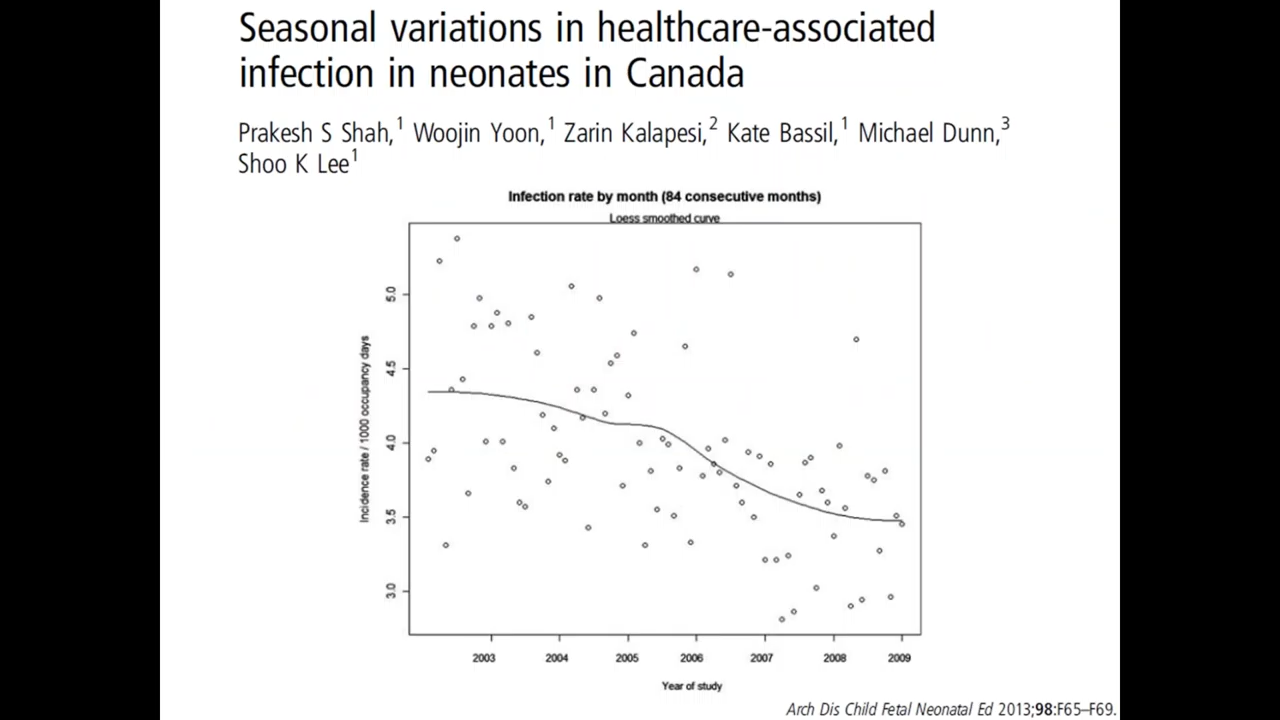 Seasonal variations in healthcare-associated
infection in neonates in Canada
Prakesh S Shah,1 Woojin Yoon,1 Zarin Kalapesi,2 Kate Bassil,1 Michael Dunn,3
Shoo K Lee1
Infection rate by month (84 consecutive months)
Loess smoothed curve
Incidence rate / 1000 occupancy days
5.0
4.5
4.0
3.5
3.0
2003 2004 2005 2006 2007 2008 2009
Year of study
Arch Dis Child Fetal Neonatal Ed 2013;98:F65–F69.